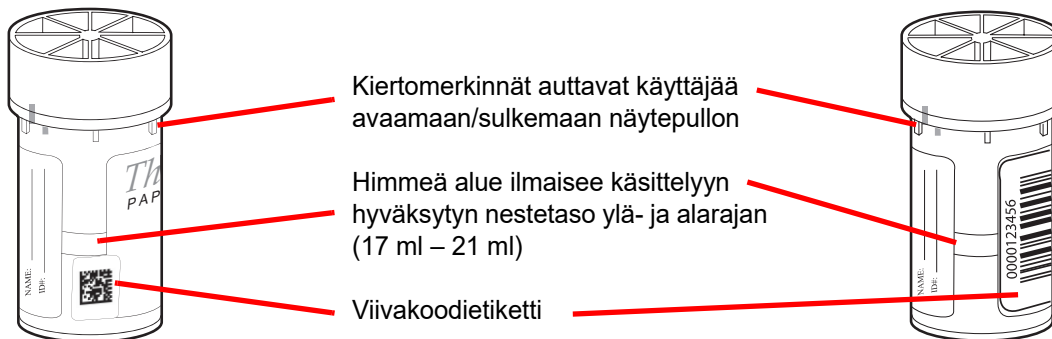 Kiertomerkinnät auttavat käyttäjää
avaamaan/sulkemaan näytepullon
Himmeä alue ilmaisee käsittelyyn
hyväksytyn nestetaso ylä- ja alarajan
(17 ml – 21 ml)
Viivakoodietiketti
Th
PAP
NAME:
ID#:
NAME:
ID#:
0000123456